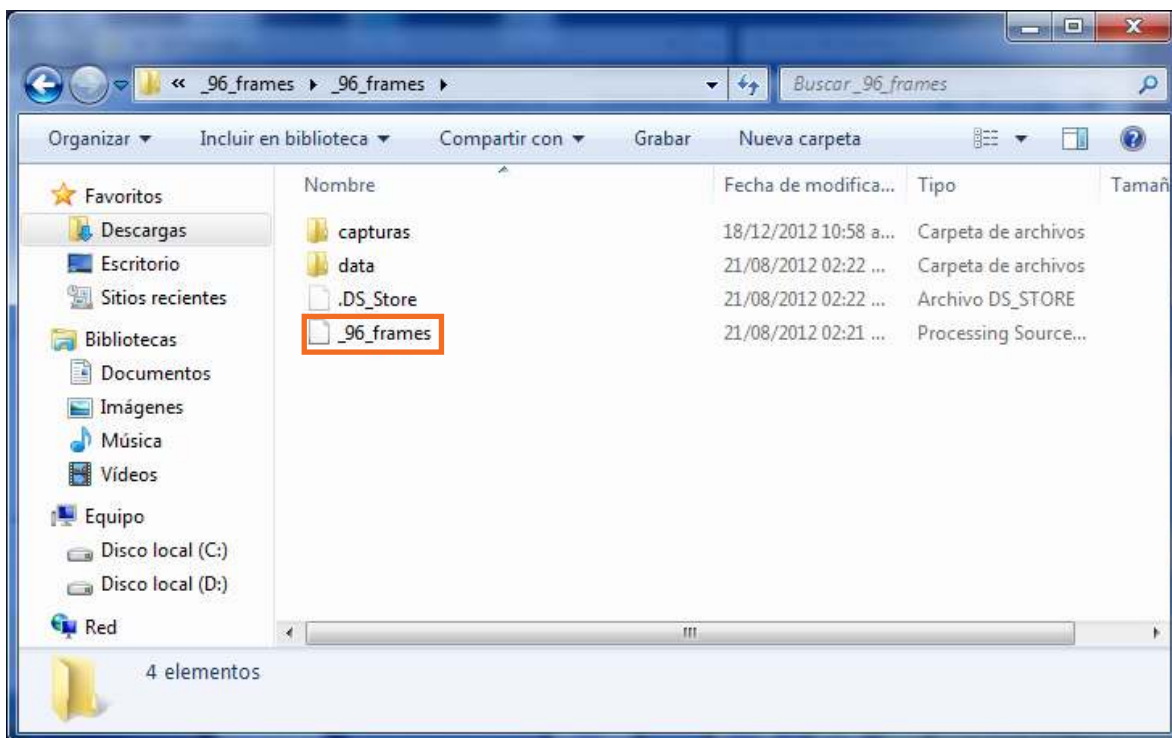 « _96_frames ▸ _96_frames ▸ Buscar _96_frames
Organizar Incluir en biblioteca Compartir con Grabar Nueva carpeta
Favoritos
Descargas
Escritorio
Sitios recientes
Bibliotecas
Documentos
Imágenes
Música
Vídeos
Equipo
Disco local (C:)
Disco local (D:)
Red
Nombre Fecha de modifica... Tipo Tamañ
capturas 18/12/2012 10:58 a... Carpeta de archivos
data 21/08/2012 02:22 ... Carpeta de archivos
.DS_Store 21/08/2012 02:22 ... Archivo DS_STORE
_96_frames 21/08/2012 02:21 ... Processing Source...
4 elementos